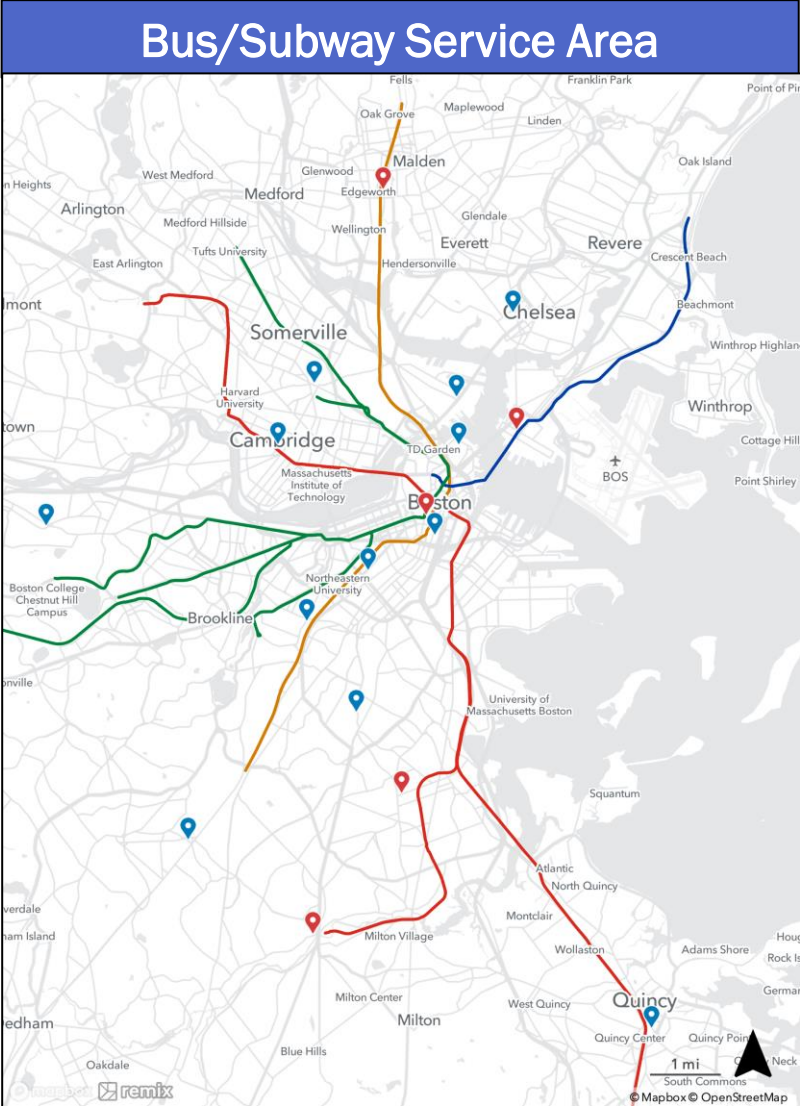 Bus/Subway Service Area
Fells
Franklin Park
Point of Pi
Oak Grove
Maplewood
Linden
Malden
Oak Island
Glenwood
n Heights
West Medford
Edgeworth
Medford
Arlington
Medford Hillside
Glendale
Wellington
Everett
Revere
Tufts University
Crescent Beach
East Arlington
Hendersonville
lmont
Beachmont
Chelsea
Somerville
Winthrop Highlan
Harvard
University
Winthrop
town
Cambridge
TD Garden
Cottage Hill
Massachusetts
Institute of
Technology
BOS
Point Shirley
Boston
Northeastern
University
Boston College
Chestnut Hill
Campus
Brookline
onville
University of
Massachusetts Boston
Squantum
Atlantic
North Quincy
verdale
Montclair
ham Island
Milton Village
Houg
Wollaston
Adams Shore
Rock Is
German
Milton Center
West Quincy
Quincy
edham
Milton
Quincy Center
Quincy Poin
Neck
Blue Hills
Oakdale
1 mi
South Commons
mapbox
remix
© Mapbox © OpenStreetMap